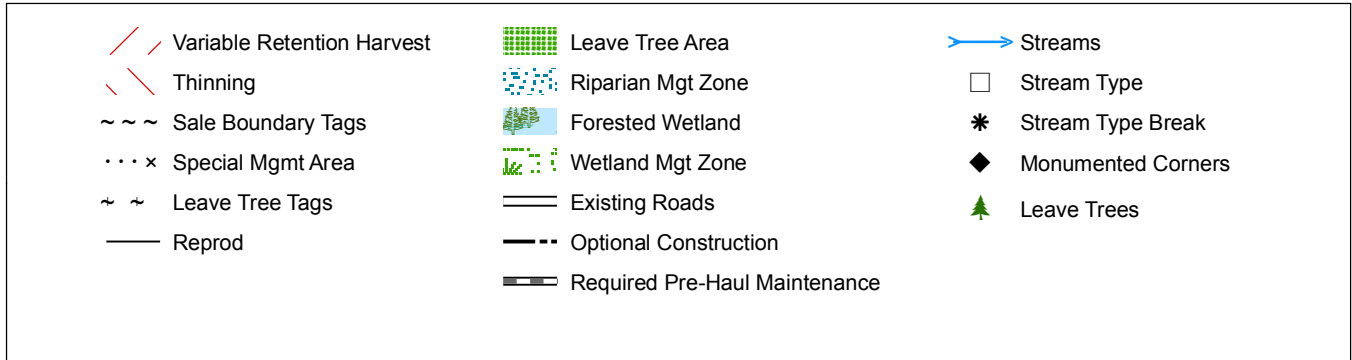 Variable Retention Harvest
Thinning
Sale Boundary Tags
Special Mgmt Area
Leave Tree Tags
Reprod
Leave Tree Area
Riparian Mgt Zone
Forested Wetland
Wetland Mgt Zone
Existing Roads
Optional Construction
Required Pre-Haul Maintenance
Streams
Stream Type
Stream Type Break
Monumented Corners
Leave Trees